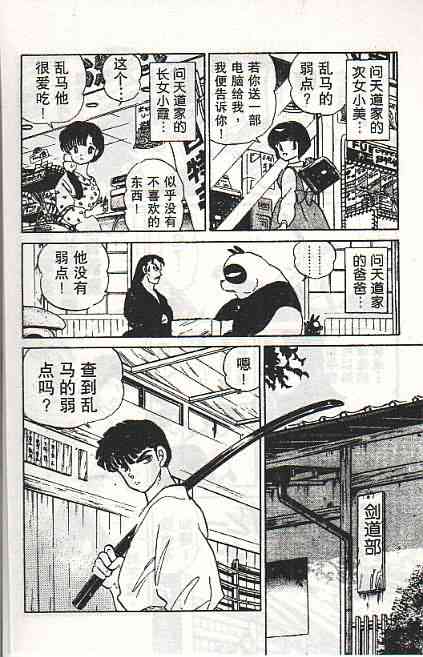 问天道家的
次女小美…
乱马的
弱点？
若你送一部
电脑给我，
我便告诉你！
问天道家的
长女小霞…
这个…
似乎没有
不喜欢的
东西！
乱马他
很爱吃！
问天道家
的爸爸…
…………
他没有
弱点！
剑道部
嗯！
查到乱
马的弱
点吗？